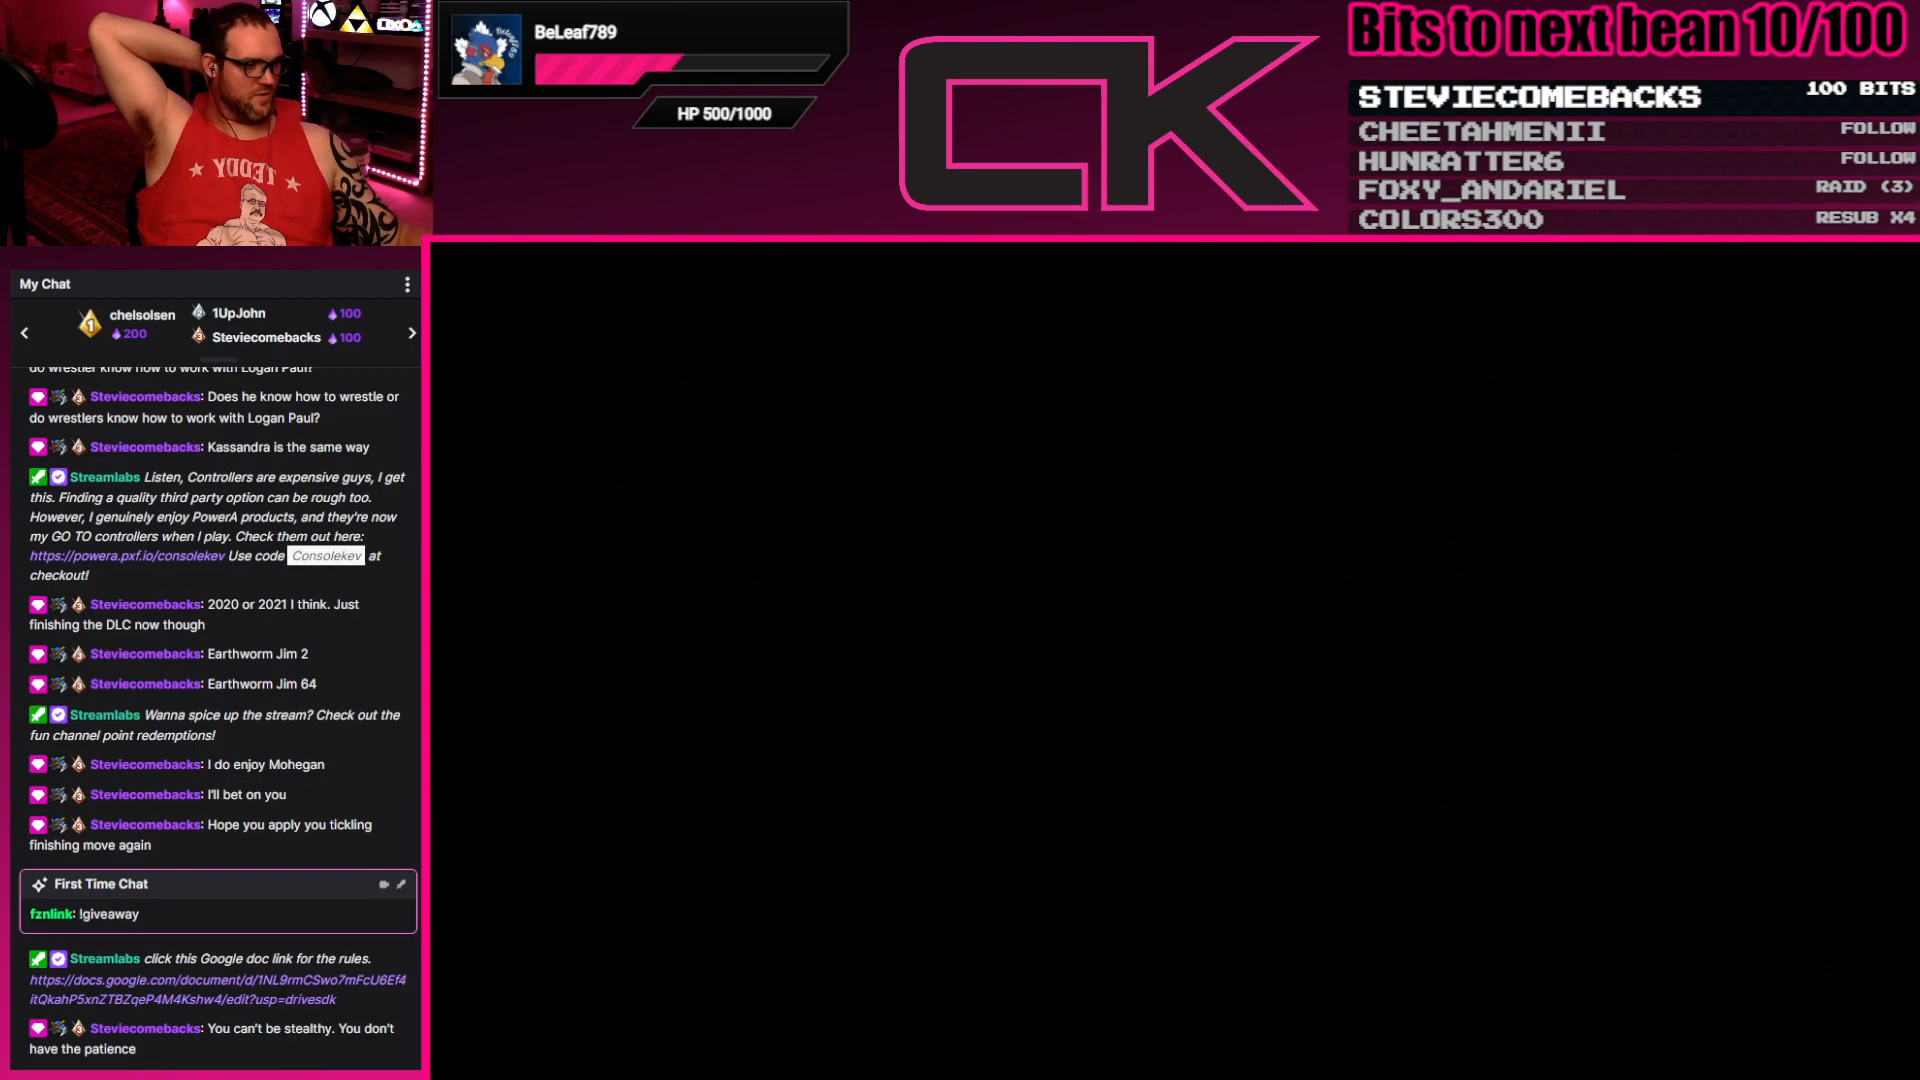 TEDDY
BeLeaf789
HP 500/1000
CK
Bits to next bean 10/100
STEVIECOMEBACKS 100 BITS
CHEETAHMENII FOLLOW
HUNRATTER6 FOLLOW
FOXY_ANDARIEL RAID (3)
COLORS300 RESUB X4
My Chat
chelsolsen 200
1UpJohn 100
Steviecomebacks 100
do wrestler know how to work with Logan Paul?
Steviecomebacks: Does he know how to wrestle or
do wrestlers know how to work with Logan Paul?
Steviecomebacks: Kassandra is the same way
Streamlabs Listen, Controllers are expensive guys, I get
this. Finding a quality third party option can be rough too.
However, I genuinely enjoy PowerA products, and they're now
my GO TO controllers when I play. Check them out here:
https://powera.pxf.io/consolekev Use code Consolekev at
checkout!
Steviecomebacks: 2020 or 2021 I think. Just
finishing the DLC now though
Steviecomebacks: Earthworm Jim 2
Steviecomebacks: Earthworm Jim 64
Streamlabs Wanna spice up the stream? Check out the
fun channel point redemptions!
Steviecomebacks: I do enjoy Mohegan
Steviecomebacks: I'll bet on you
Steviecomebacks: Hope you apply you tickling
finishing move again
First Time Chat
fznlink: !giveaway
Streamlabs click this Google doc link for the rules.
https://docs.google.com/document/d/1NL9rmCSwo7mFcU6Ef4
itQkahP5xnZTBZqeP4M4Kshw4/edit?usp=drivesdk
Steviecomebacks: You can't be stealthy. You don't
have the patience